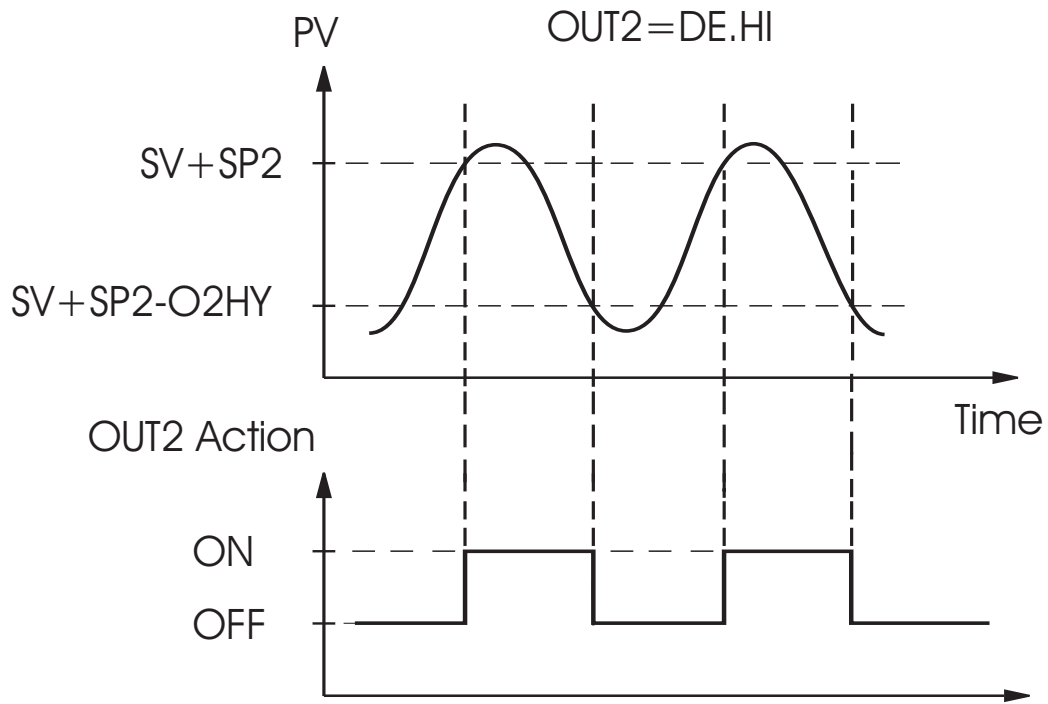 PV
OUT2=DE.HI
SV+SP2
SV+SP2-O2HY
Time
OUT2 Action
ON
OFF